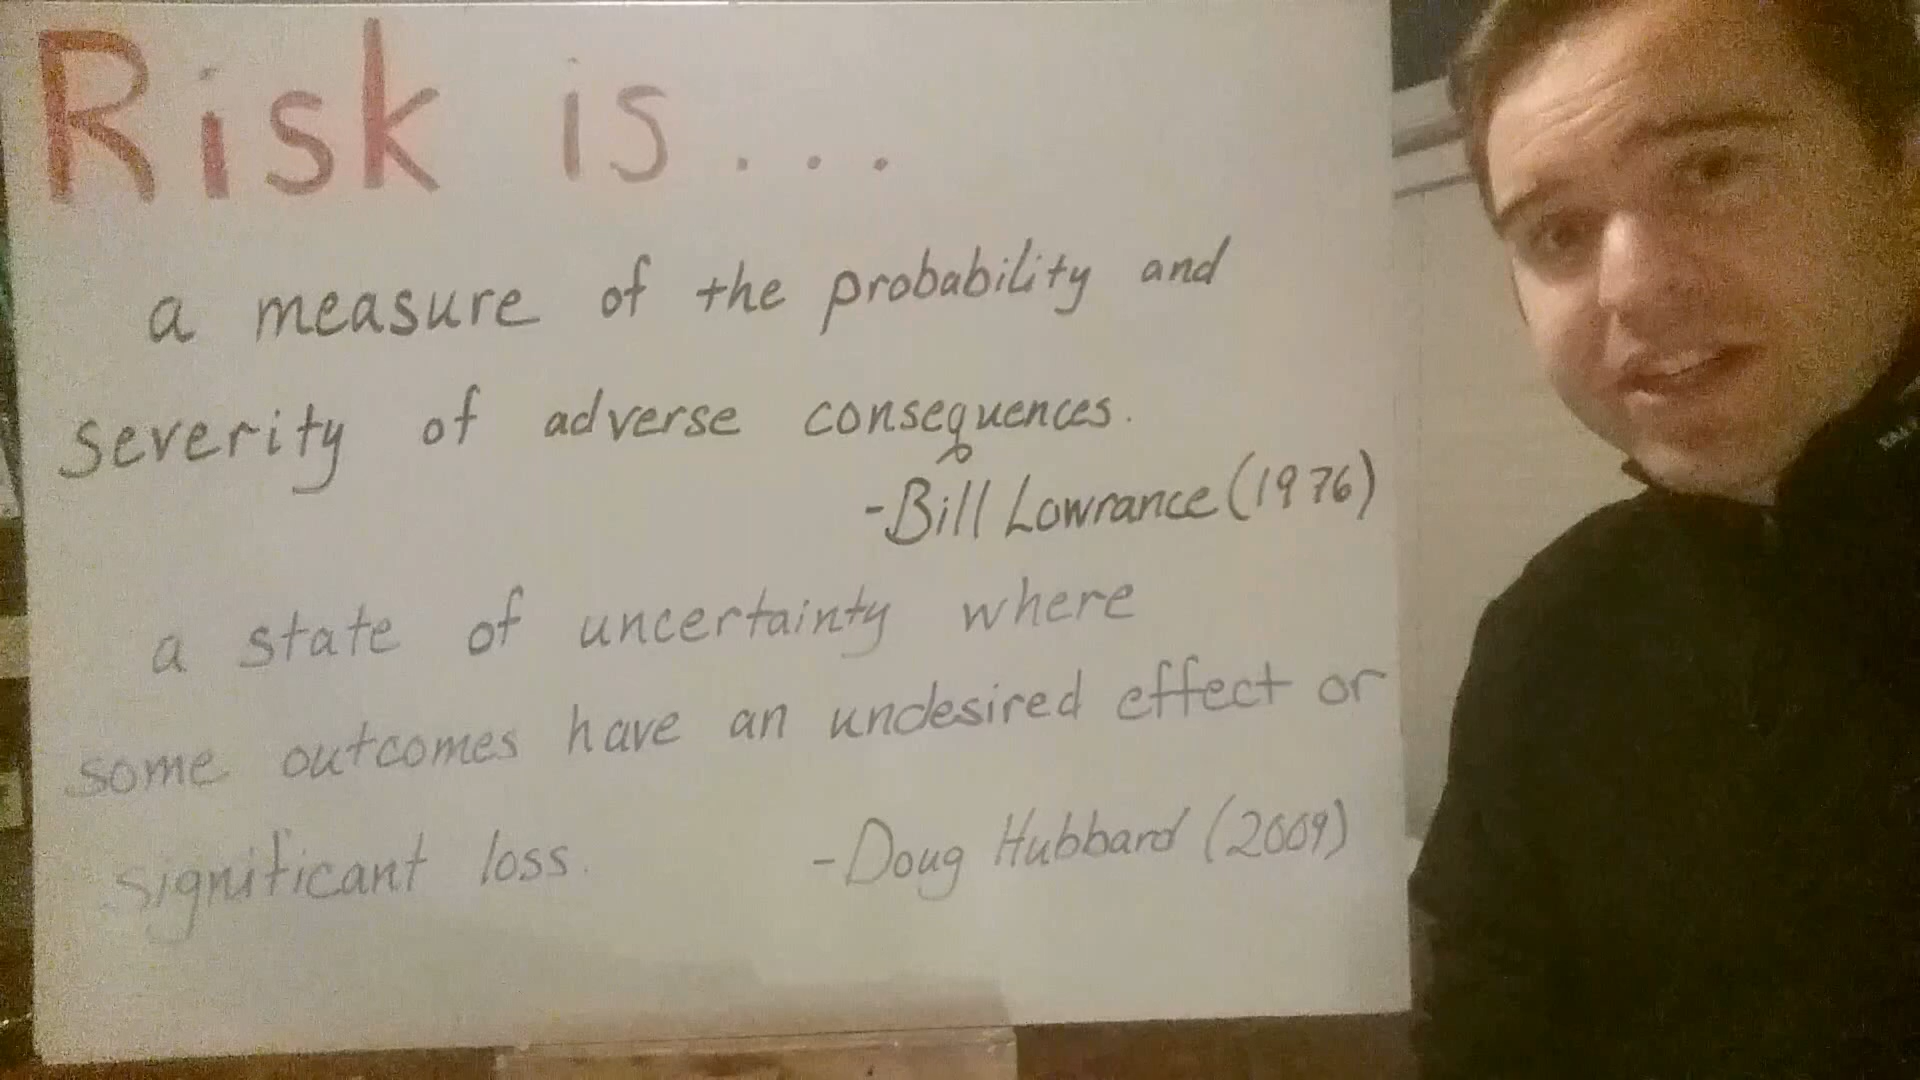 Risk is...
a measure of the probability and
severity of adverse consequences.
-Bill Lowrance (1976)
a state of uncertainty where
some outcomes have an undesired effect or
significant loss.
-Doug Hubbard (2009)